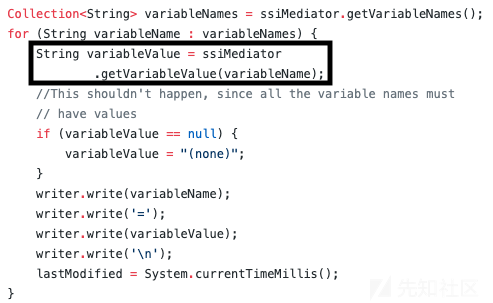 Collection<String> variableNames = ssiMediator.getVariableNames();
for (String variableName : variableNames) {
    String variableValue = ssiMediator
            .getVariableValue(variableName);
    //This shouldn't happen, since all the variable names must
    // have values
    if (variableValue == null) {
        variableValue = "(none)";
    }
    writer.write(variableName);
    writer.write('=');
    writer.write(variableValue);
    writer.write('\n');
    lastModified = System.currentTimeMillis();
}
先知社区